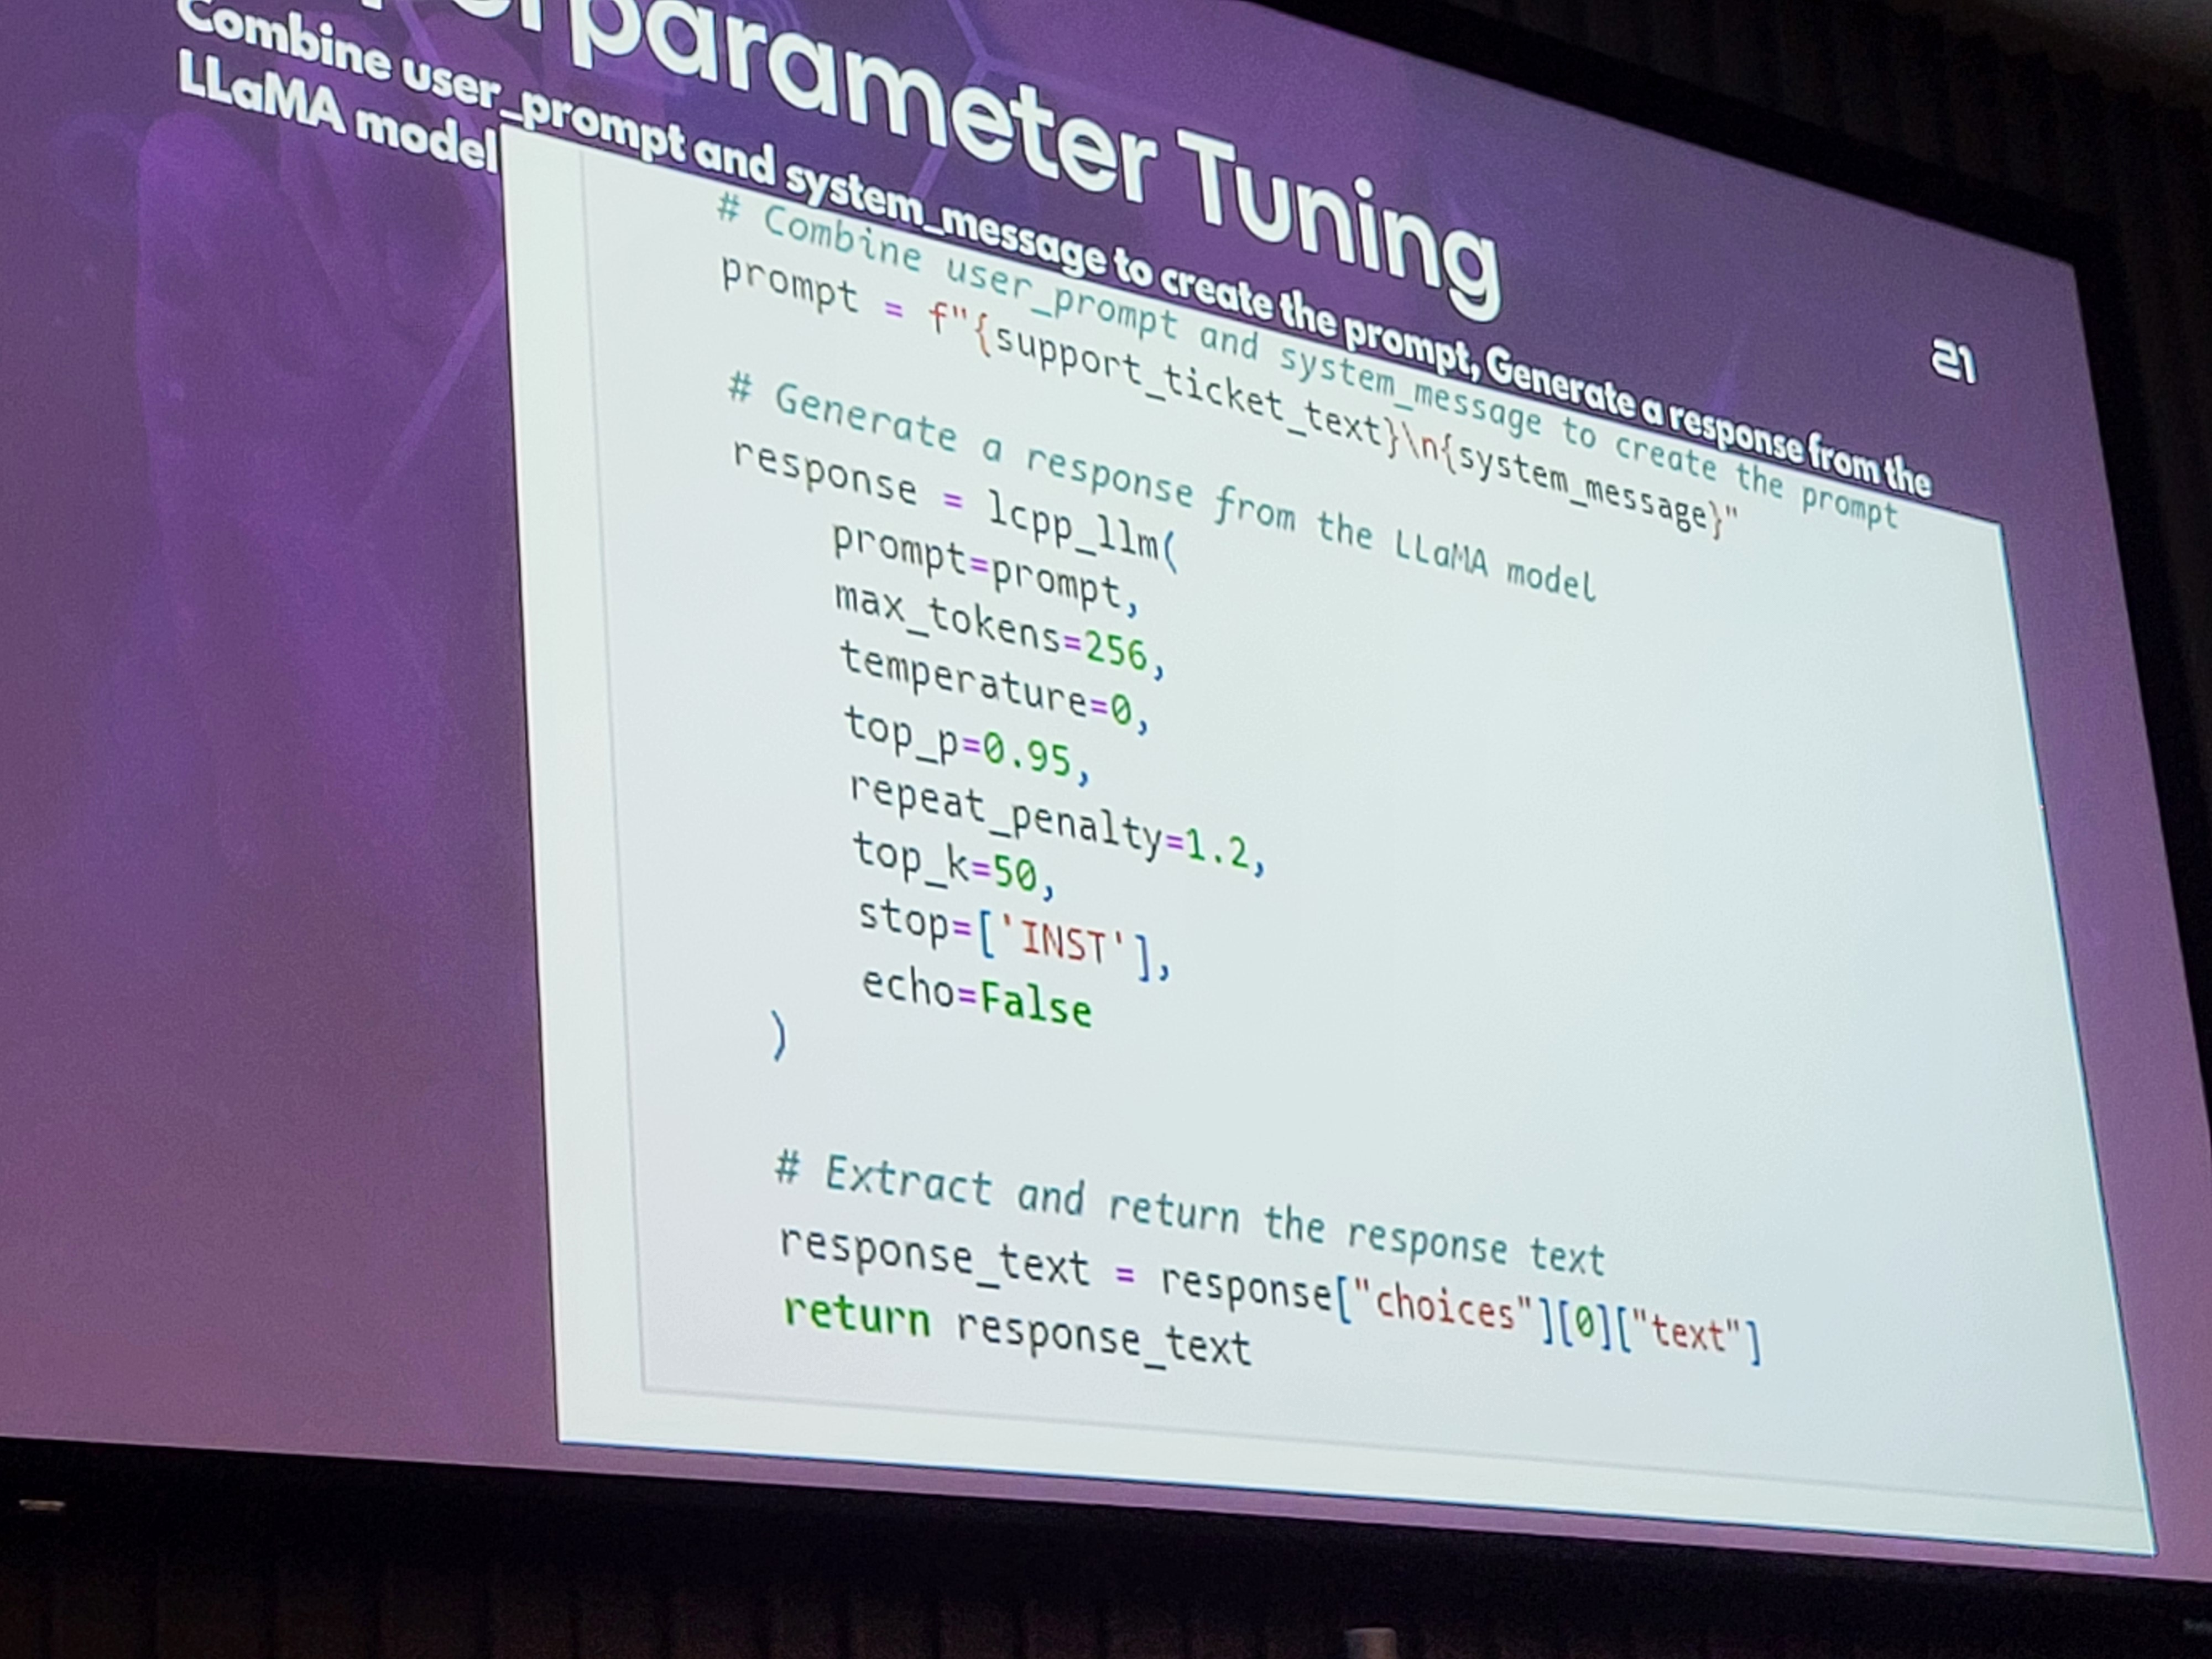 parameter Tuning
21
Combine user_prompt and system_message to create the prompt, Generate a response from the
LLaMA model
# Combine user_prompt and system_message to create the prompt
prompt = f"{support_ticket_text}\n{system_message}"
# Generate a response from the LLaMA model
response = lcpp_llm(
prompt=prompt,
max_tokens=256,
temperature=0,
top_p=0.95,
repeat_penalty=1.2,
top_k=50,
stop=['INST'],
echo=False
)
# Extract and return the response text
response_text = response["choices"][0]["text"]
return response_text